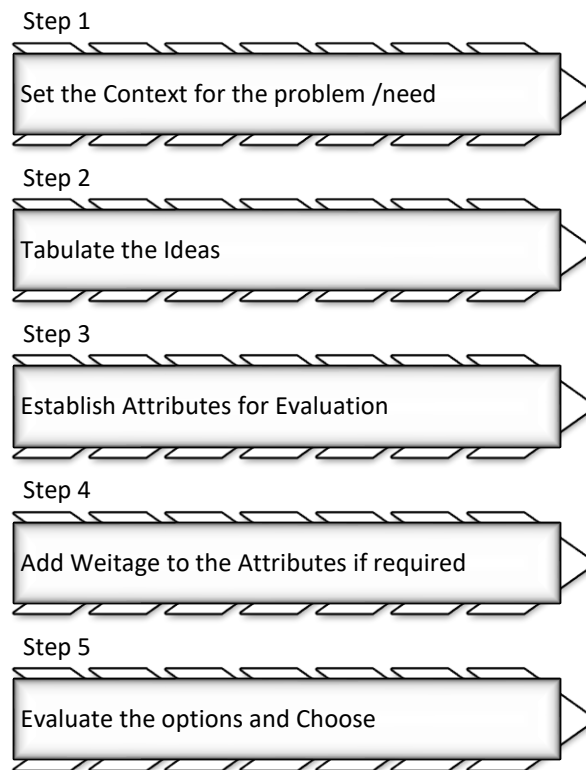 Step 1
Set the Context for the problem /need
Step 2
Tabulate the Ideas
Step 3
Establish Attributes for Evaluation
Step 4
Add Weitage to the Attributes if required
Step 5
Evaluate the options and Choose